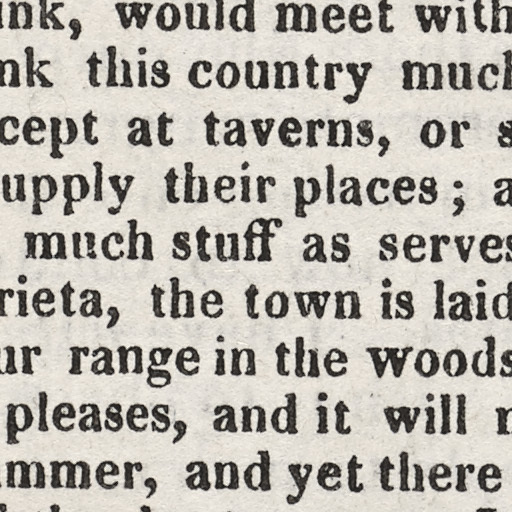 ink, would meet with
nk this country much
cept at taverns, or s
upply their places; a
much stuff as serves
rieta, the town is laid
ur range in the woods
pleases, and it will
ummer, and yet there